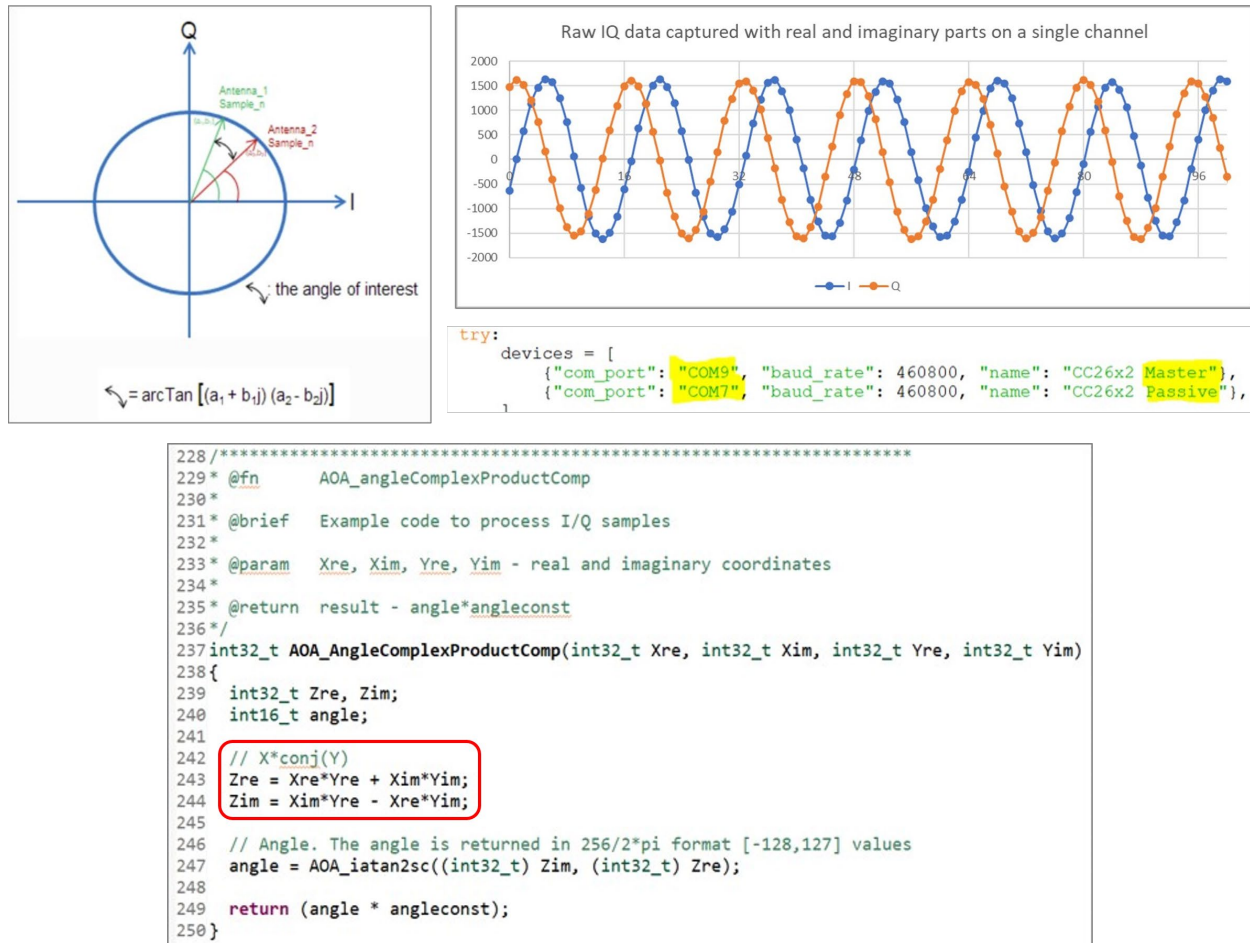 Q
Antenna_1
Sample_n
Antenna_2
Sample_n
I
: the angle of interest
= arcTan [(a₁ + b₁j) (a₂ - b₂j)]
Raw IQ data captured with real and imaginary parts on a single channel
2000
1500
1000
500
0
-500
-1000
-1500
-2000
0 16 32 48 64 80 96
I Q
try:
devices = [
{"com_port": "COM9", "baud_rate": 460800, "name": "CC26x2 Master"},
{"com_port": "COM7", "baud_rate": 460800, "name": "CC26x2 Passive"},
]
228 /*********************************************************************
229 * @fn AOA_angleComplexProductComp
230 *
231 * @brief Example code to process I/Q samples
232 *
233 * @param Xre, Xim, Yre, Yim - real and imaginary coordinates
234 *
235 * @return result - angle*angleconst
236 */
237 int32_t AOA_AngleComplexProductComp(int32_t Xre, int32_t Xim, int32_t Yre, int32_t Yim)
238 {
239 int32_t Zre, Zim;
240 int16_t angle;
241
242 // X*conj(Y)
243 Zre = Xre*Yre + Xim*Yim;
244 Zim = Xim*Yre - Xre*Yim;
245
246 // Angle. The angle is returned in 256/2*pi format [-128,127] values
247 angle = AOA_iatan2sc((int32_t) Zim, (int32_t) Zre);
248
249 return (angle * angleconst);
250 }